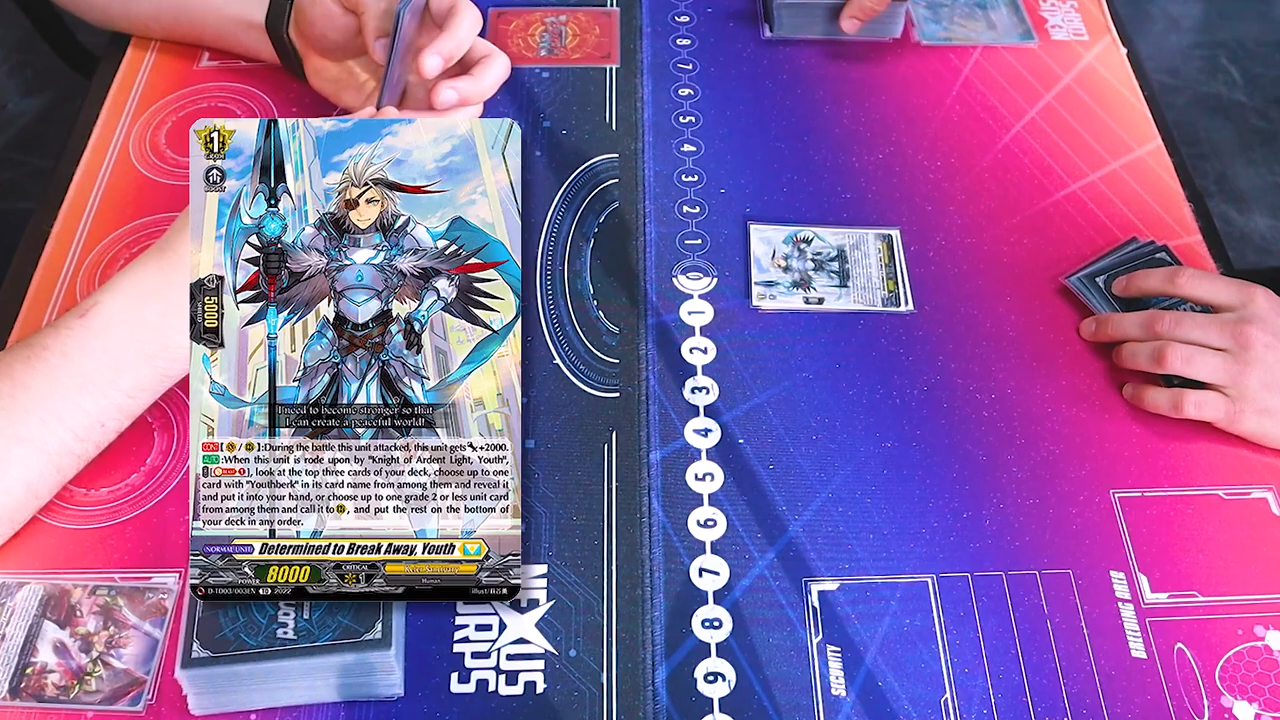 1
GRADE
BOOST
5000
SHIELD
I need to become stronger so that
I can create a peaceful world!
CONT [ / ]:During the battle this unit attacked, this unit gets +2000.
AUTO:When this unit is rode upon by "Knight of Ardent Light, Youth",
look at the top three cards of your deck, choose up to one
card with "Youthberk" in its card name from among them and reveal it
and put it into your hand, or choose up to one grade 2 or less unit card
from among them and call it to , and put the rest on the bottom of
your deck in any order.
NORMAL UNIT Determined to Break Away, Youth
POWER 8000 CRITICAL 1 Keter Sanctuary
Human
D-TD03/003EN TD 2022
NEXUS
CORPS
9
8
7
6
5
4
3
2
1
0
1
2
3
4
5
6
7
8
9
NEXUS
CORPS
SECURITY
BREEDING AREA